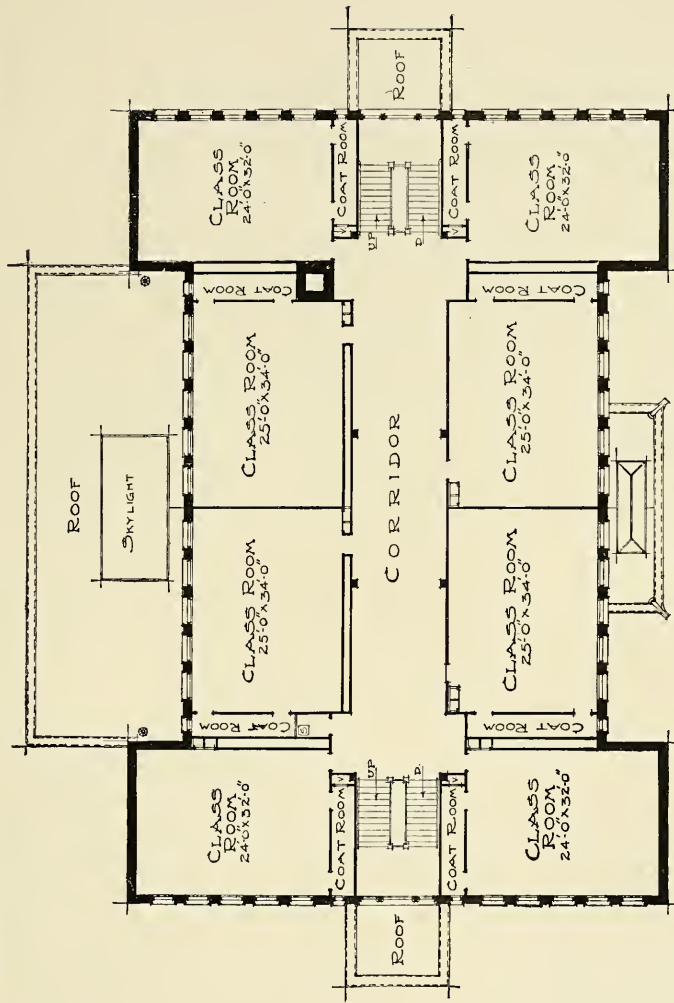 ROOF
CLASS
ROOM
24'-0"X32'-0"
COAT ROOM
V
UP
D.
V
COAT ROOM
CLASS
ROOM
24'-0"X32'-0"
COAT ROOM
COAT ROOM
ROOF
SKYLIGHT
CLASS ROOM
25'-0"X34'-0"
CORRIDOR
CLASS ROOM
25'-0"X34'-0"
CLASS ROOM
25'-0"X34'-0"
CLASS ROOM
25'-0"X34'-0"
COAT ROOM
S
COAT ROOM
CLASS
ROOM
24'-0"X32'-0"
COAT ROOM
V
UP
D.
V
COAT ROOM
CLASS
ROOM
24'-0"X32'-0"
ROOF